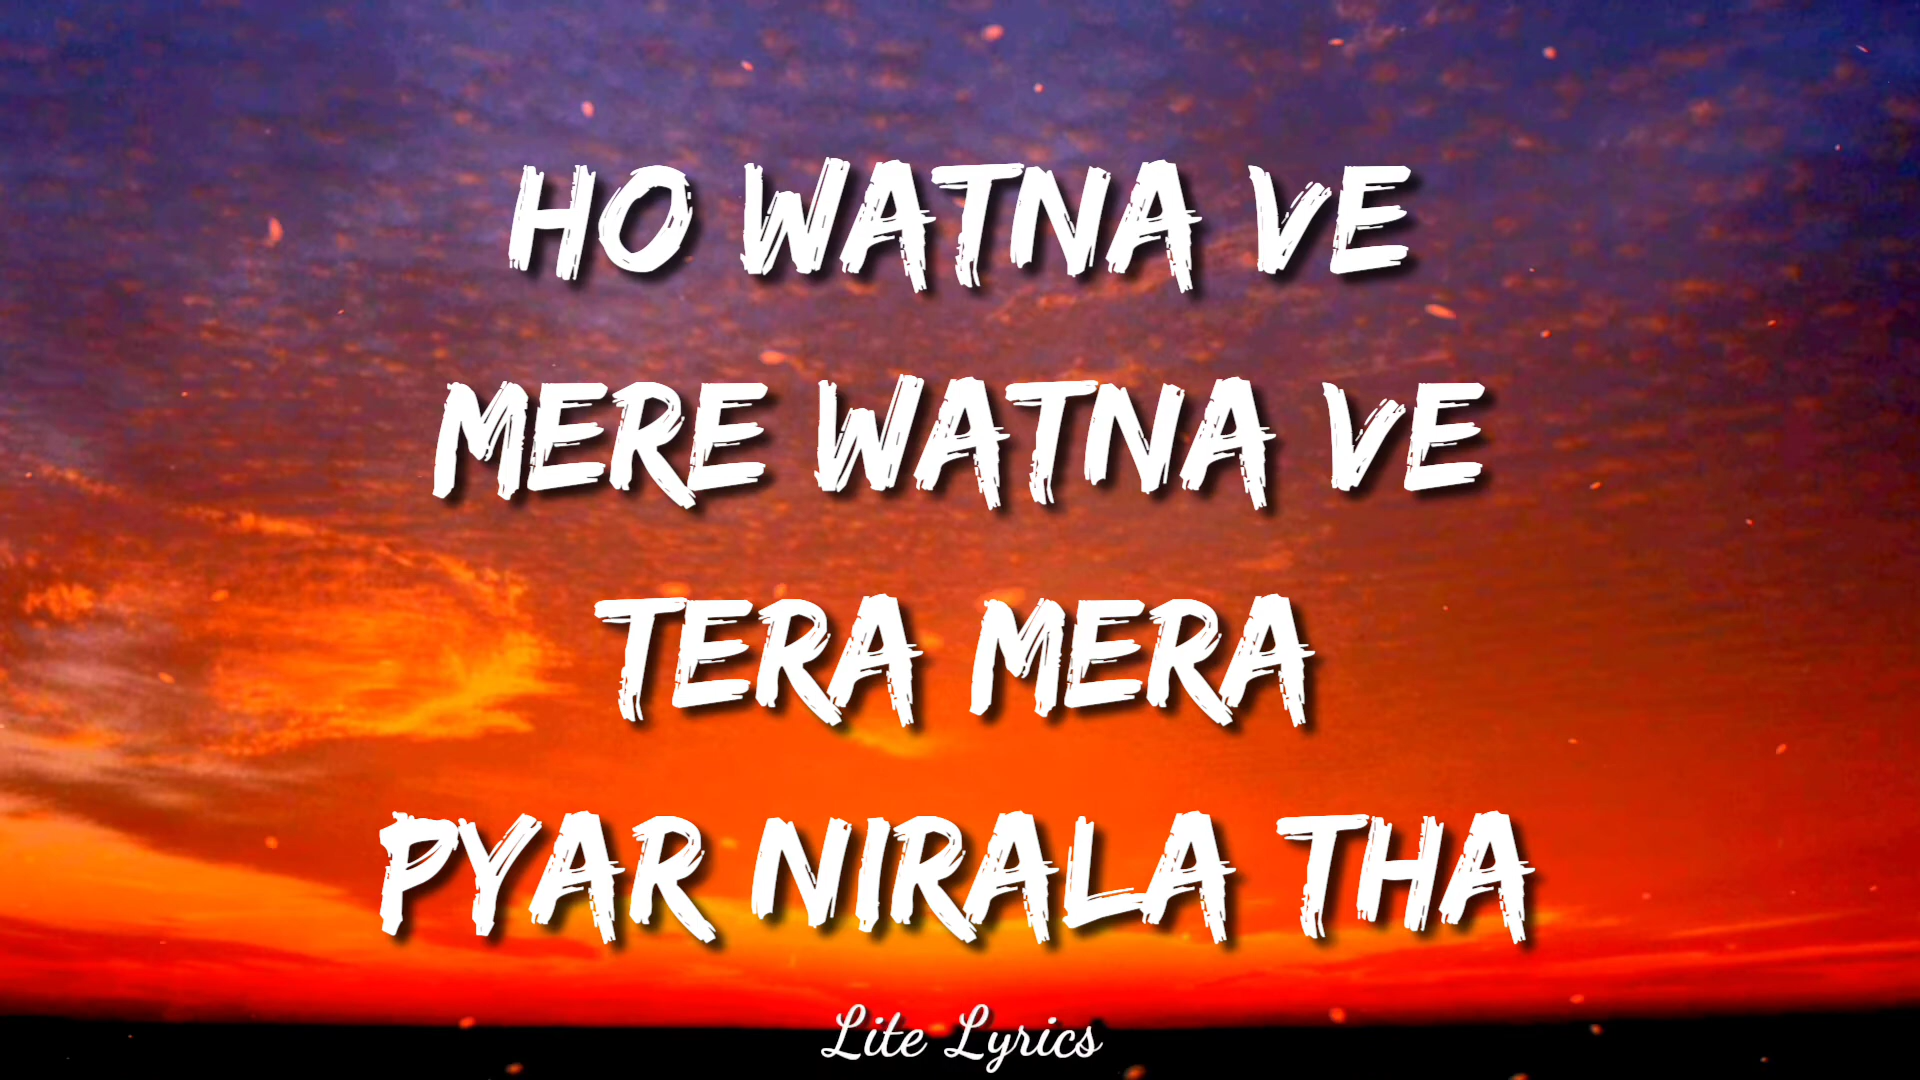 HO WATNA VE
MERE WATNA VE
TERA MERA
PYAR NIRALA THA
Lite Lyrics